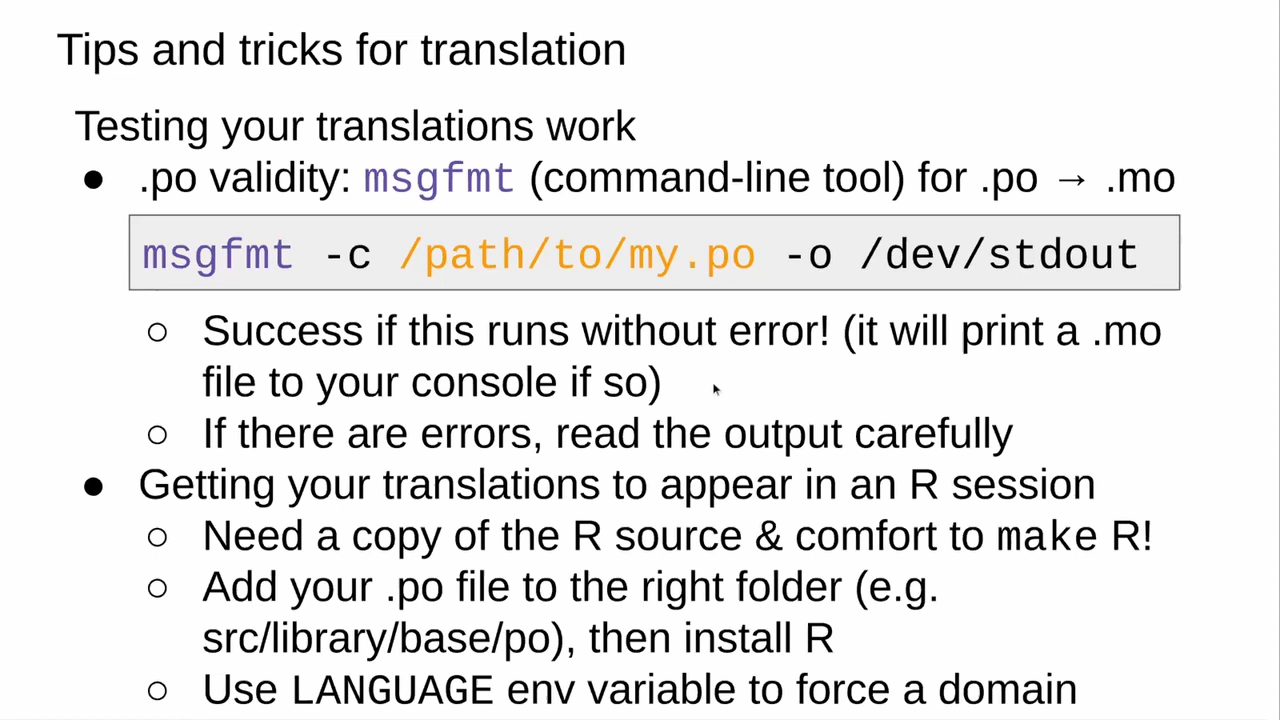 Tips and tricks for translation
Testing your translations work
● .po validity: msgfmt (command-line tool) for .po → .mo
msgfmt -c /path/to/my.po -o /dev/stdout
○ Success if this runs without error! (it will print a .mo
file to your console if so)
○ If there are errors, read the output carefully
● Getting your translations to appear in an R session
○ Need a copy of the R source & comfort to make R!
○ Add your .po file to the right folder (e.g.
src/library/base/po), then install R
○ Use LANGUAGE env variable to force a domain